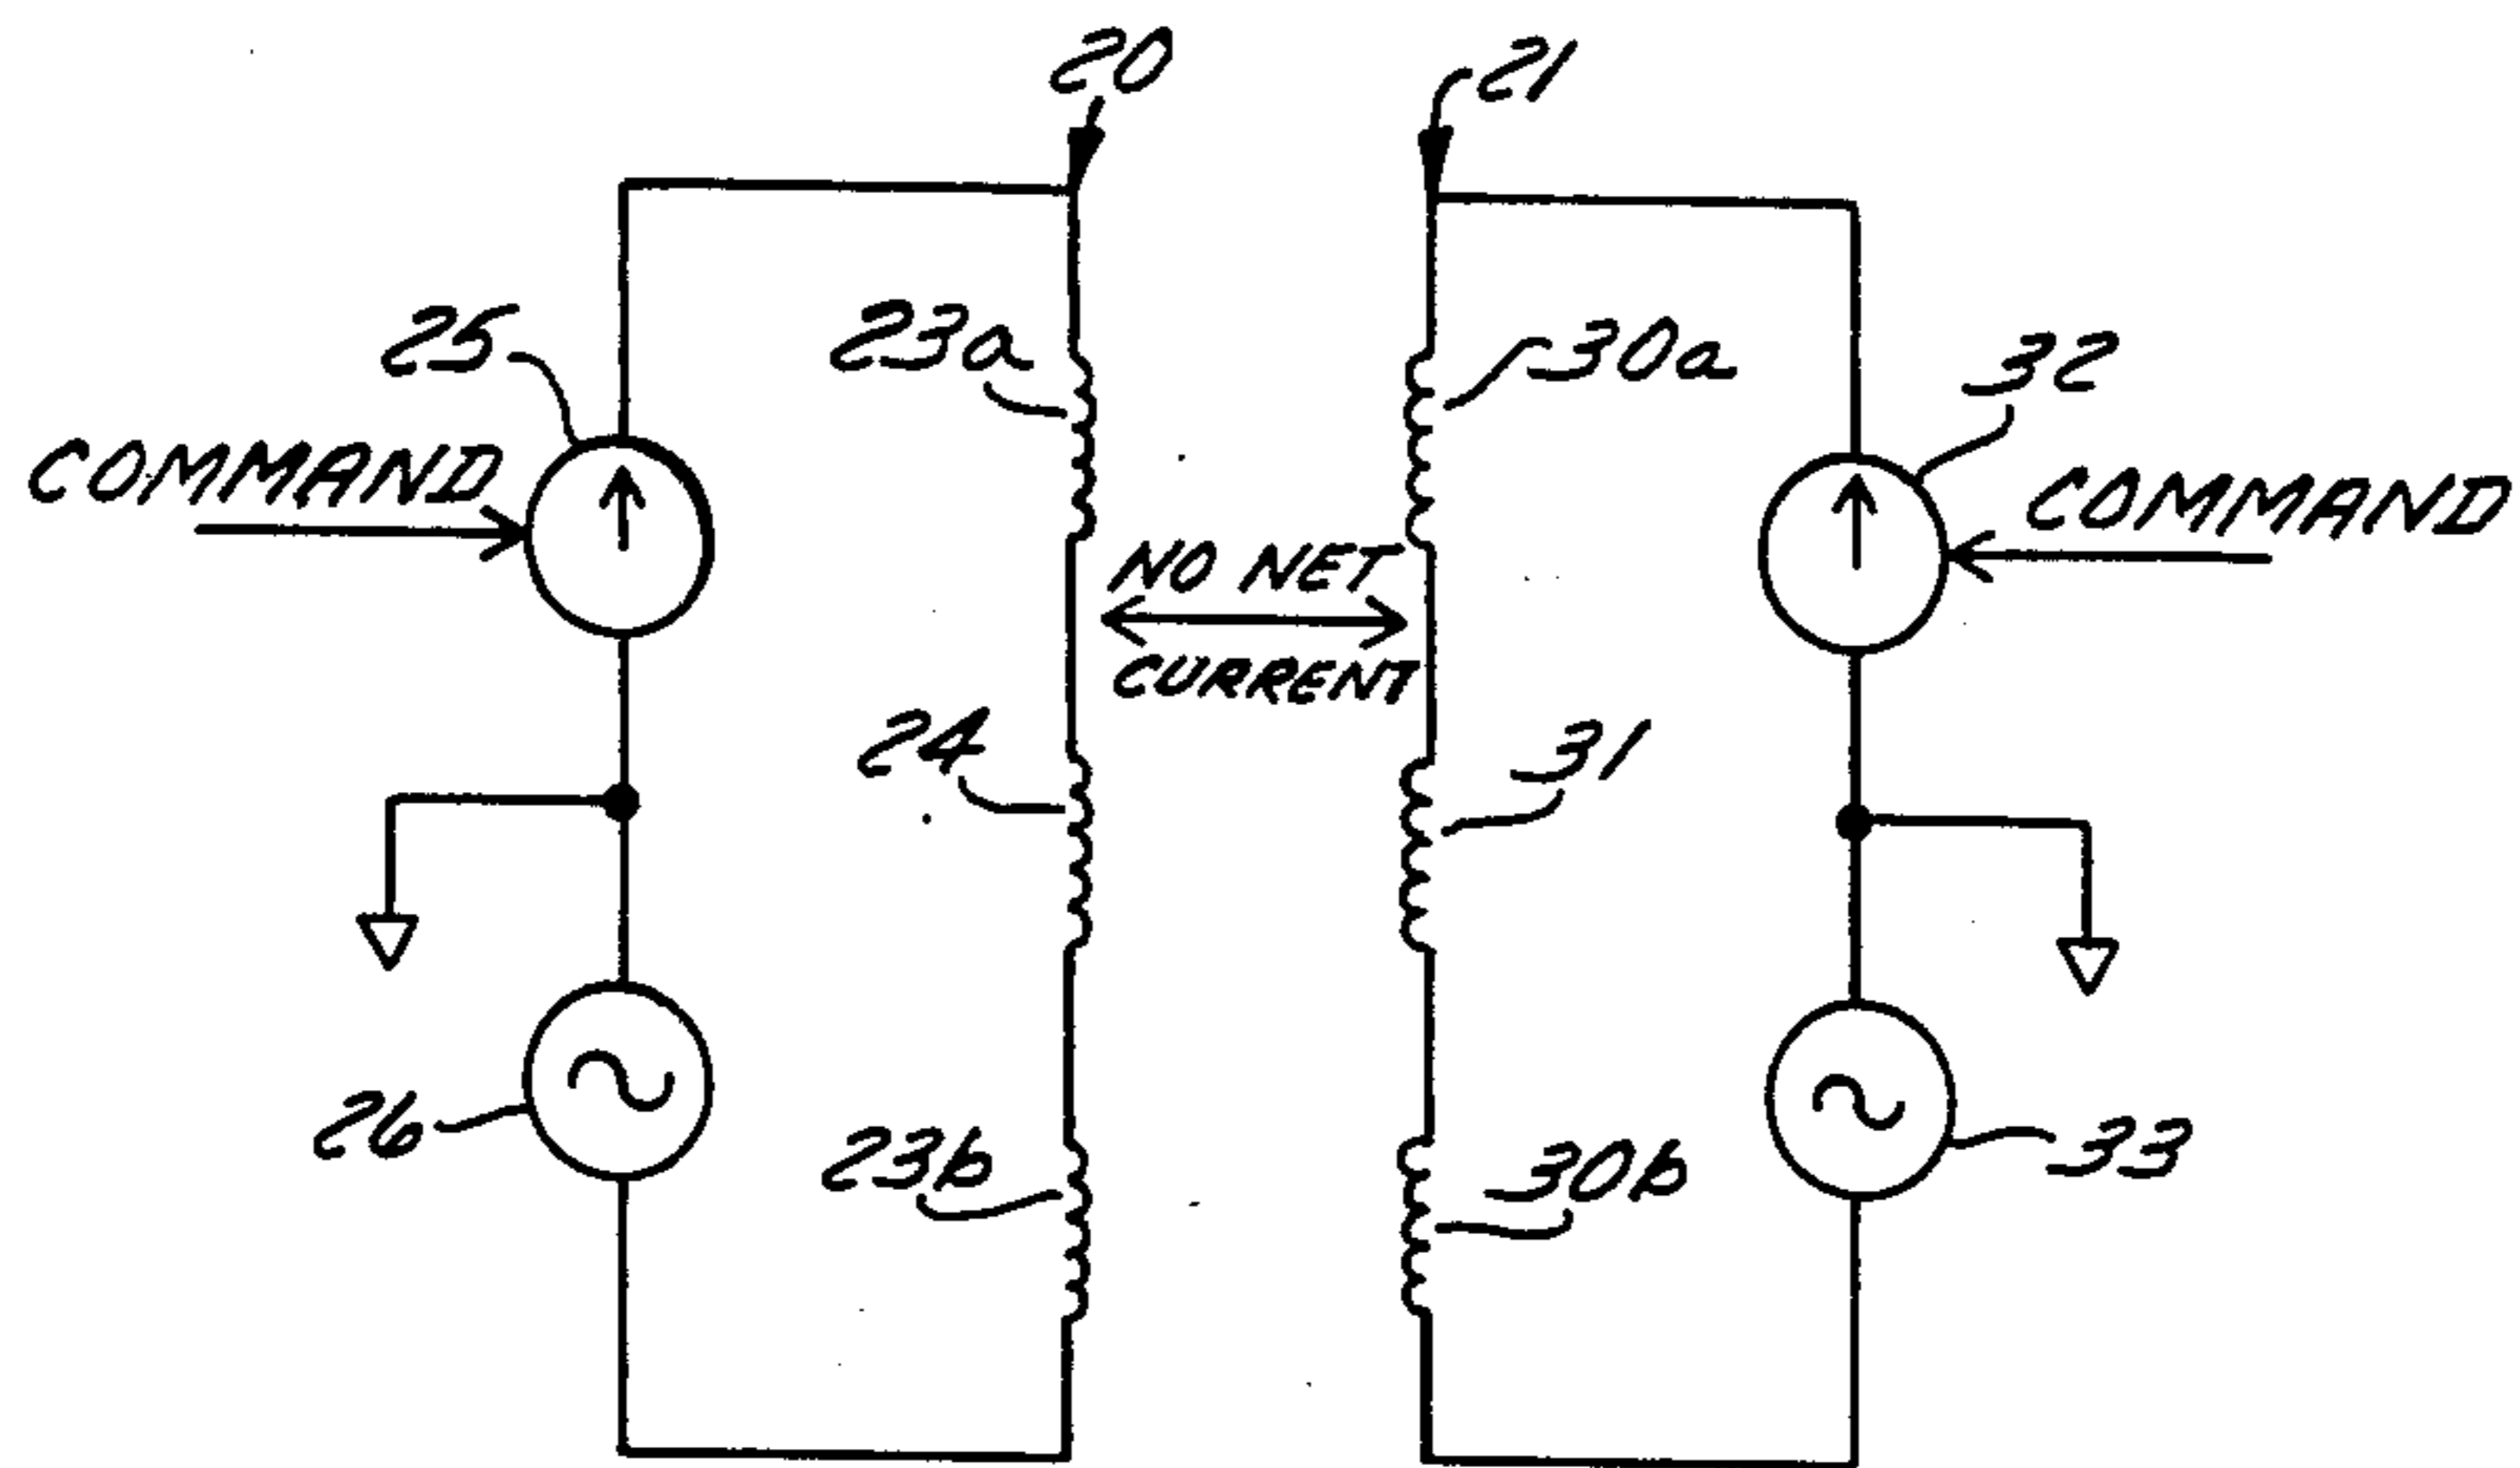 20
21
25
23a
30a
32
COMMAND
COMMAND
NO NET
CURRENT
24
31
26
23b
30b
33